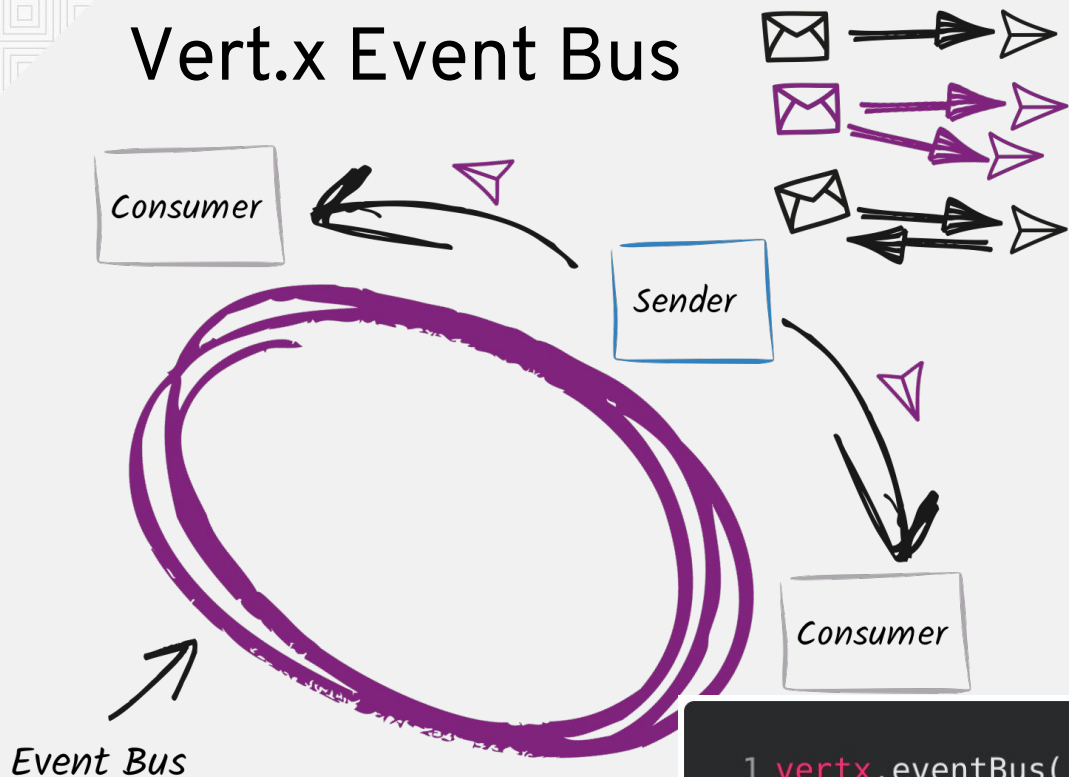 Vert.x Event Bus
Consumer
Sender
Consumer
Event Bus
1 vertx.eventBus(